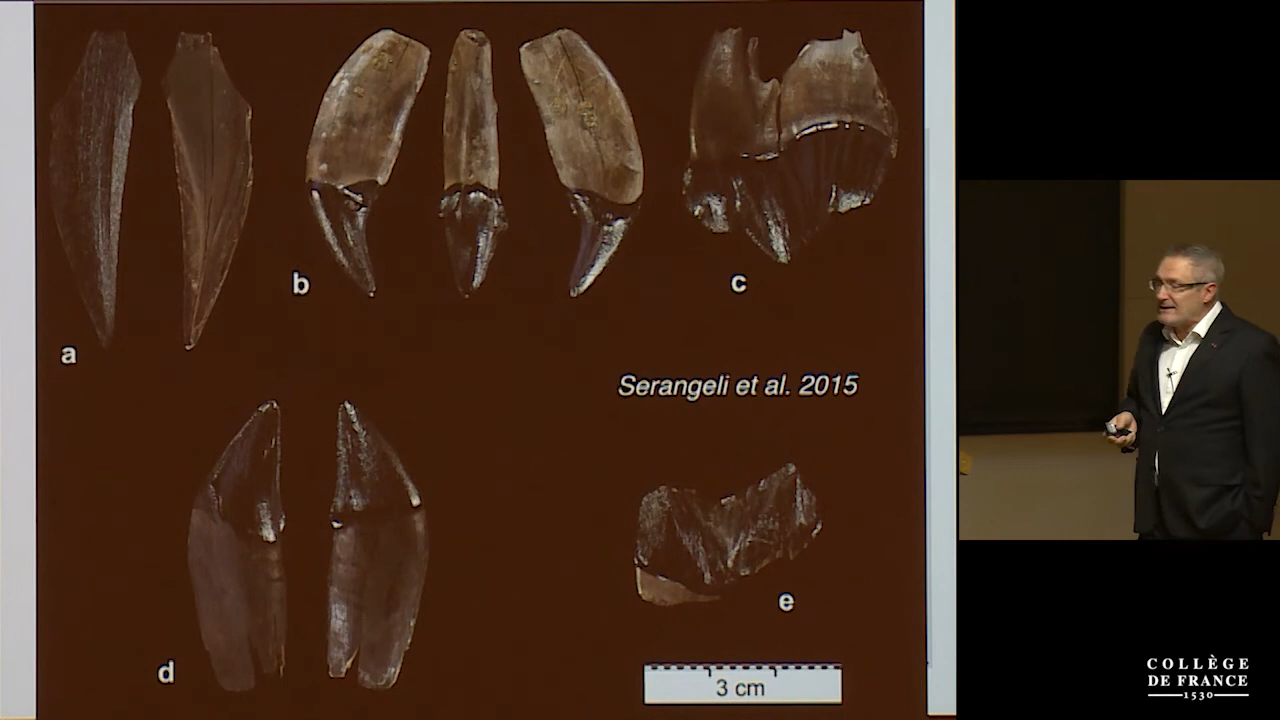 a
b
c
Serangeli et al. 2015
d
e
3 cm
COLLÈGE
DE FRANCE
1530